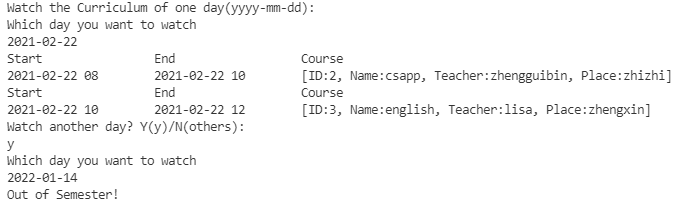 Watch the Curriculum of one day(yyyy-mm-dd):
Which day you want to watch
2021-02-22
Start End Course
2021-02-22 08 2021-02-22 10 [ID:2, Name:csapp, Teacher:zhengguibin, Place:zhizhi]
Start End Course
2021-02-22 10 2021-02-22 12 [ID:3, Name:english, Teacher:lisa, Place:zhengxin]
Watch another day? Y(y)/N(others):
y
Which day you want to watch
2022-01-14
Out of Semester!